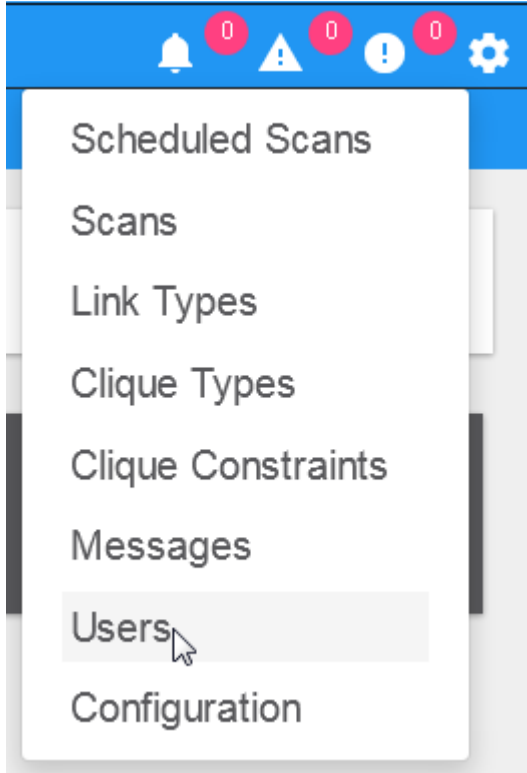 0 0 0
Scheduled Scans
Scans
Link Types
Clique Types
Clique Constraints
Messages
Users
Configuration